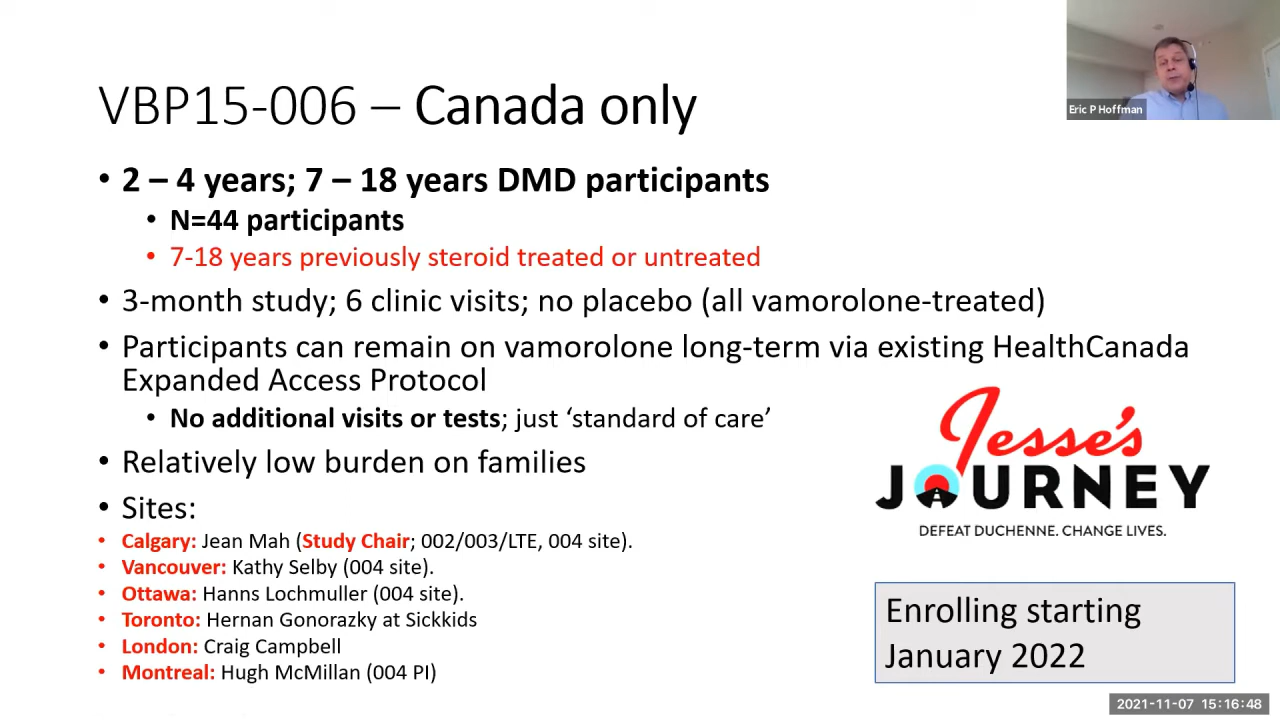 Eric P Hoffman
VBP15-006 – Canada only
• 2 – 4 years; 7 – 18 years DMD participants
• N=44 participants
• 7-18 years previously steroid treated or untreated
• 3-month study; 6 clinic visits; no placebo (all vamorolone-treated)
• Participants can remain on vamorolone long-term via existing HealthCanada
Expanded Access Protocol
• No additional visits or tests; just ‘standard of care’
• Relatively low burden on families
• Sites:
• Calgary: Jean Mah (Study Chair; 002/003/LTE, 004 site).
• Vancouver: Kathy Selby (004 site).
• Ottawa: Hanns Lochmuller (004 site).
• Toronto: Hernan Gonorazky at Sickkids
• London: Craig Campbell
• Montreal: Hugh McMillan (004 PI)
Jesse's
JOURNEY
DEFEAT DUCHENNE. CHANGE LIVES.
Enrolling starting
January 2022
2021-11-07 15:16:48